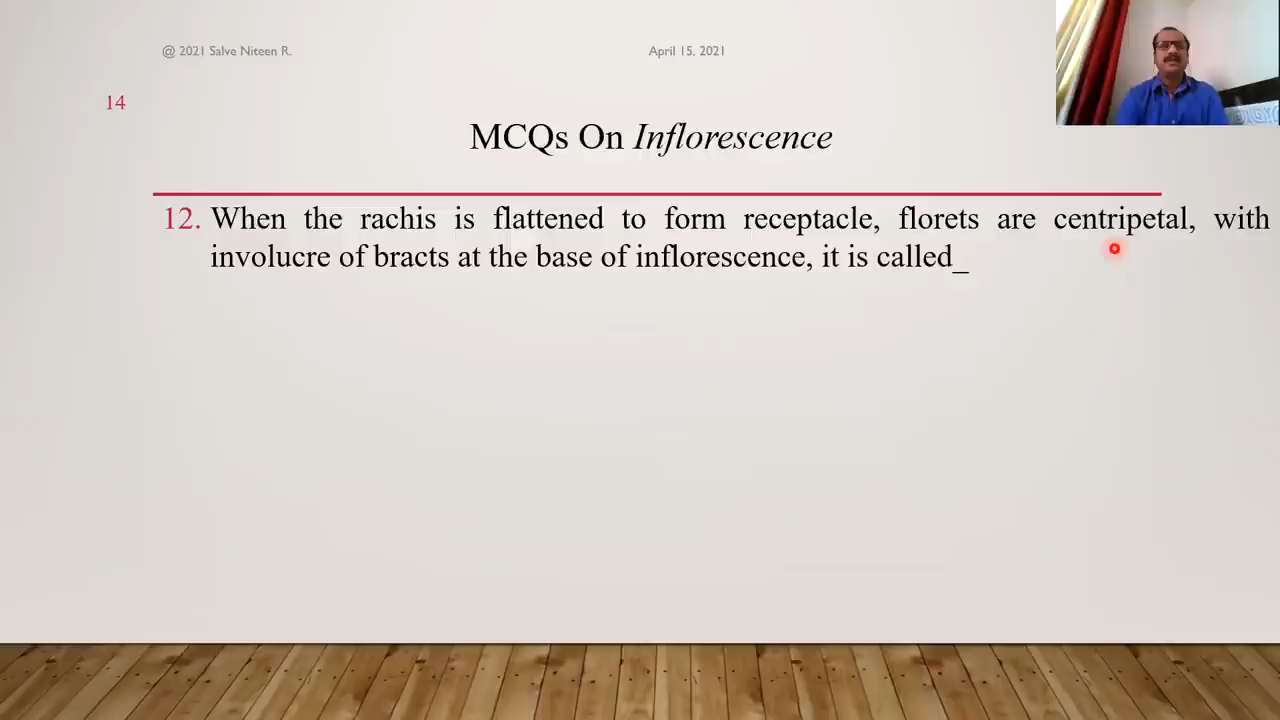 @ 2021 Salve Niteen R.
April 15, 2021
14
MCQs On Inflorescence
12. When the rachis is flattened to form receptacle, florets are centripetal, with
involucre of bracts at the base of inflorescence, it is called_